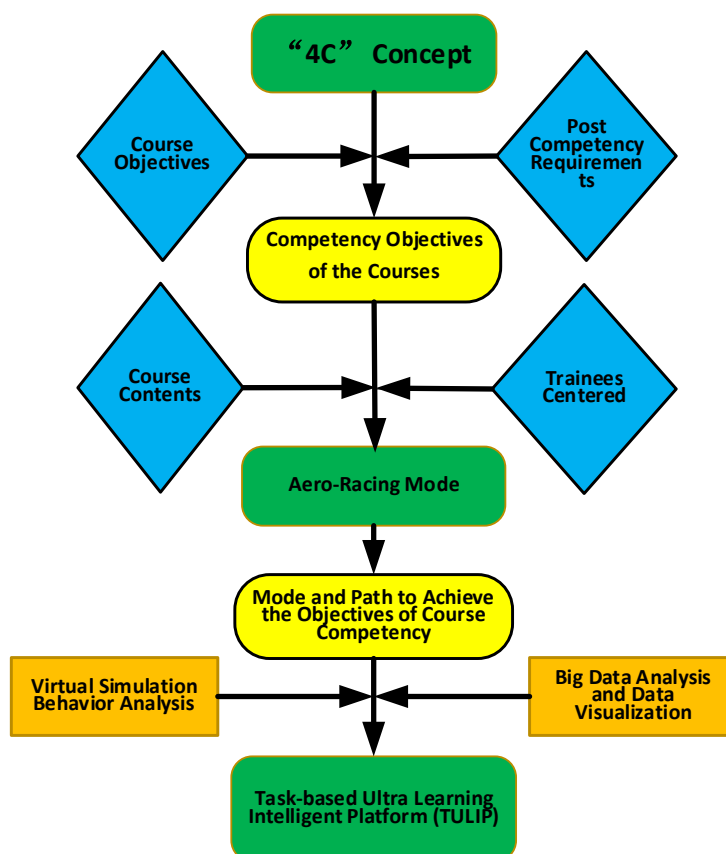 “4C” Concept
Course
Objectives
Post
Competency
Requiremen
ts
Competency Objectives
of the Courses
Course
Contents
Trainees
Centered
Aero-Racing Mode
Mode and Path to Achieve
the Objectives of Course
Competency
Virtual Simulation
Behavior Analysis
Big Data Analysis
and Data
Visualization
Task-based Ultra Learning
Intelligent Platform (TULIP)